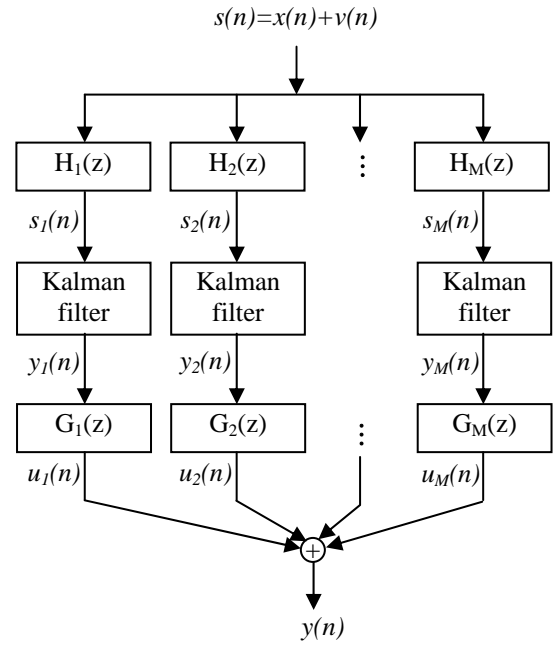 s(n)=x(n)+v(n)
H1(z) H2(z) ⋮ HM(z)
s1(n) s2(n) sM(n)
Kalman filter Kalman filter Kalman filter
y1(n) y2(n) yM(n)
G1(z) G2(z) ⋮ GM(z)
u1(n) u2(n) uM(n)
+
y(n)